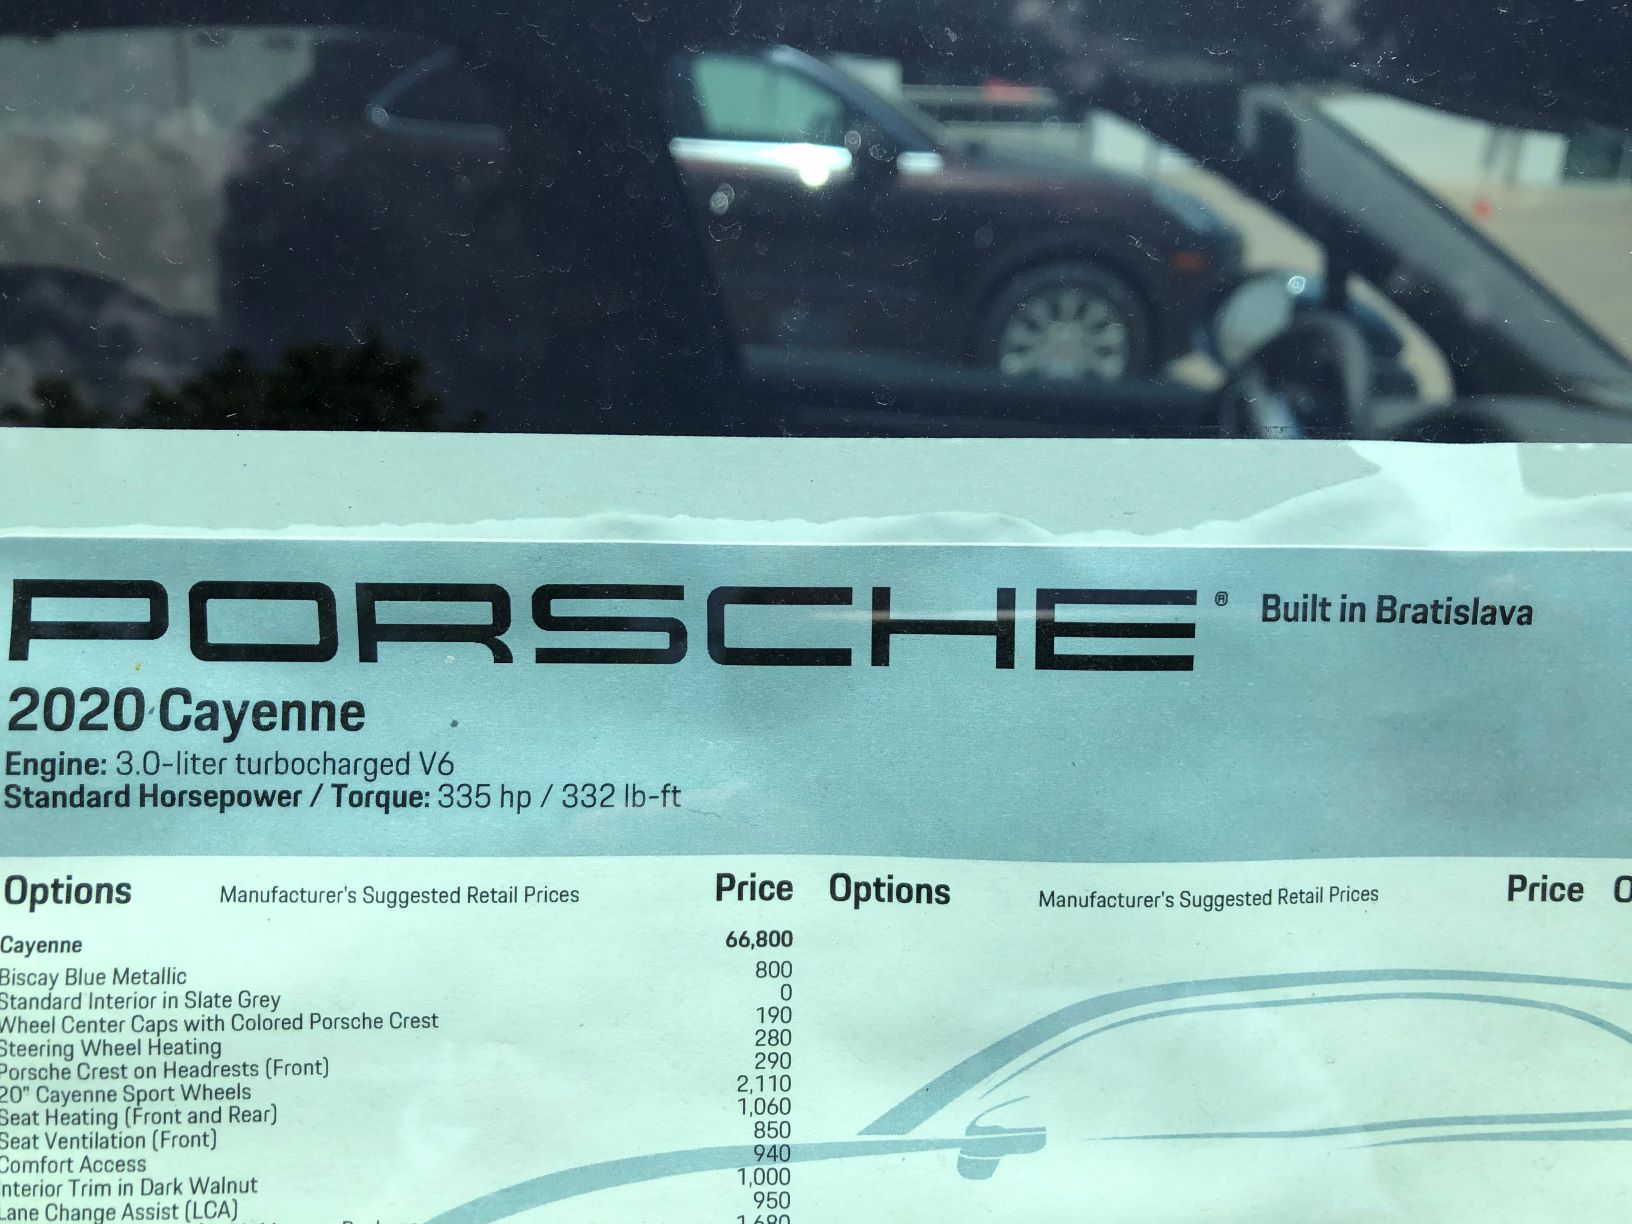 PORSCHE® Built in Bratislava
2020 Cayenne
Engine: 3.0-liter turbocharged V6
Standard Horsepower / Torque: 335 hp / 332 lb-ft
Options Manufacturer's Suggested Retail Prices Price Options Manufacturer's Suggested Retail Prices Price
Cayenne 66,800
Biscay Blue Metallic 800
Standard Interior in Slate Grey 0
Wheel Center Caps with Colored Porsche Crest 190
Steering Wheel Heating 280
Porsche Crest on Headrests (Front) 290
20" Cayenne Sport Wheels 2,110
Seat Heating (Front and Rear) 1,060
Seat Ventilation (Front) 850
Comfort Access 940
Interior Trim in Dark Walnut 1,000
Lane Change Assist (LCA) 950
1,680